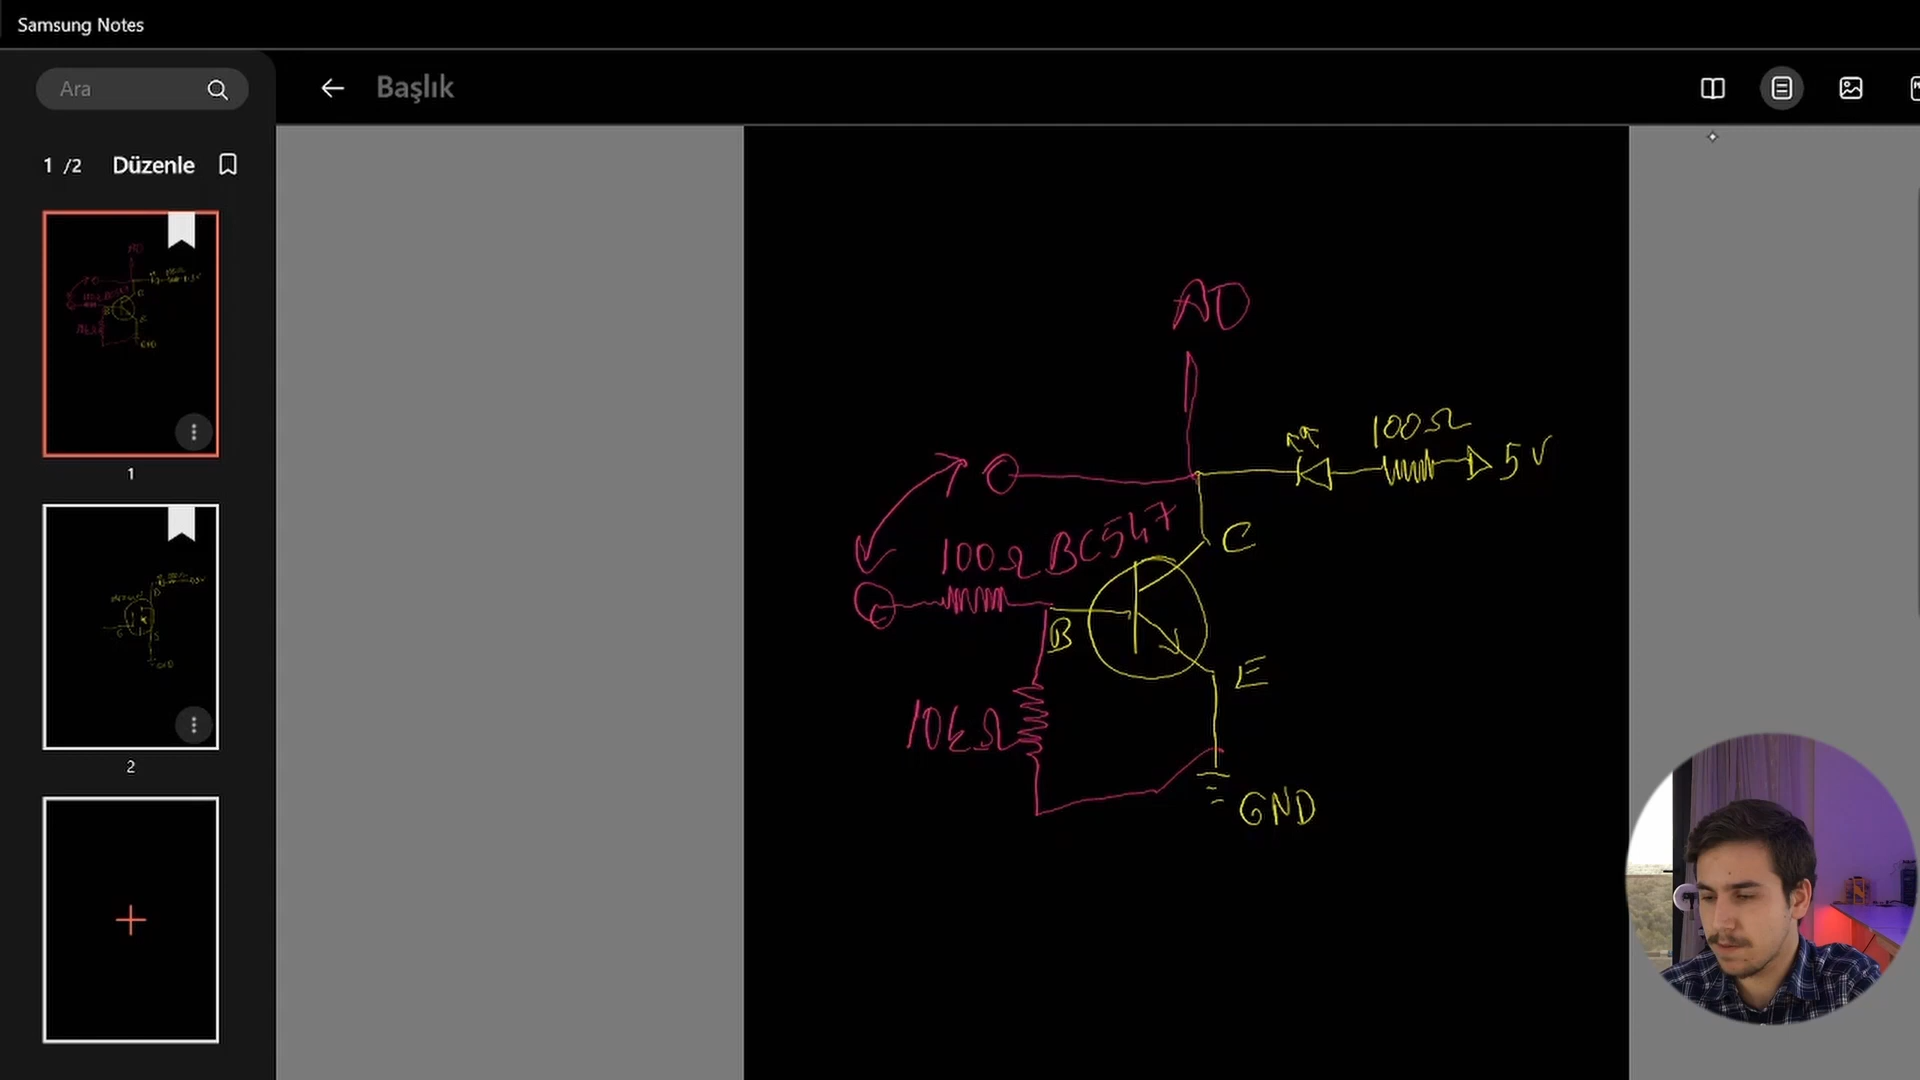 Samsung Notes
Ara
Başlık
1 /2 Düzenle
A0
100Ω
5V
100Ω BC547
C
B
E
10kΩ
GND
1
2